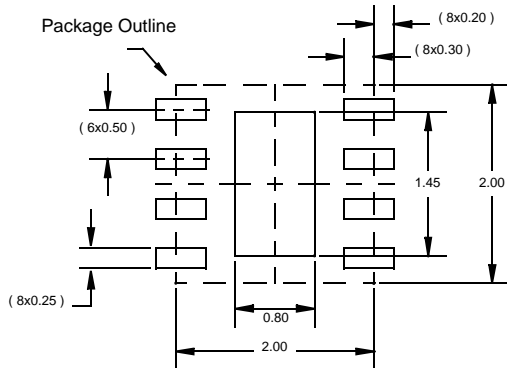 ( 8x0.20 )
Package Outline
( 8x0.30 )
( 6x0.50 )
1.45
2.00
( 8x0.25 )
0.80
2.00